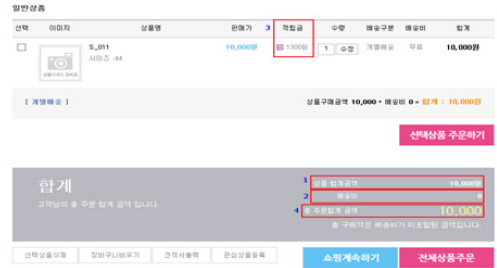 일반상품
선택 이미지 상품명 판매가 3 적립금 수량 배송구분 배송비 합계
S_011
사이즈 :44
10,000원 1500원 1 수정 개별배송 무료 10,000원
[ 개별배송 ] 상품구매금액 10,000 + 배송비 0 = 합계 : 10,000원
선택상품 주문하기
합계
고객님의 총 주문 합계 금액 입니다.
1 상품 합계금액 10,000원
2 배송비 0
4 총 주문합계 금액 10,000
총 구매액은 배송비가 미포함된 금액입니다.
선택상품삭제 장바구니비우기 견적서출력 관심상품등록 쇼핑계속하기 전체상품주문